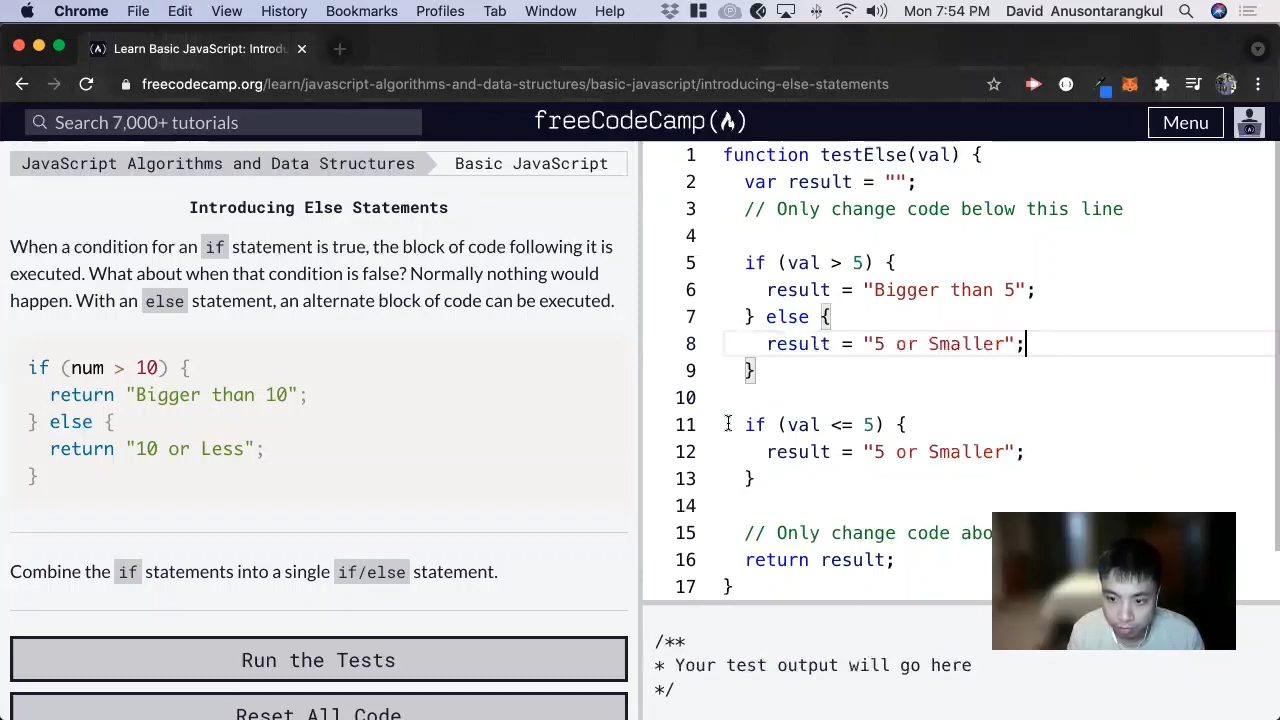 Chrome File Edit View History Bookmarks Profiles Tab Window Help Mon 7:54 PM David Anusontarangkul
Learn Basic JavaScript: Introdu
freecodecamp.org/learn/javascript-algorithms-and-data-structures/basic-javascript/introducing-else-statements
Search 7,000+ tutorials
freeCodeCamp
Menu
JavaScript Algorithms and Data Structures
Basic JavaScript
Introducing Else Statements
When a condition for an if statement is true, the block of code following it is
executed. What about when that condition is false? Normally nothing would
happen. With an else statement, an alternate block of code can be executed.
if (num > 10) {
return "Bigger than 10";
} else {
return "10 or Less";
}
Combine the if statements into a single if/else statement.
Run the Tests
Reset All Code
1 function testElse(val) {
2 var result = "";
3 // Only change code below this line
4
5 if (val > 5) {
6 result = "Bigger than 5";
7 } else {
8 result = "5 or Smaller";
9 }
10
11 if (val <= 5) {
12 result = "5 or Smaller";
13 }
14
15 // Only change code abo
16 return result;
17 }
/**
* Your test output will go here
*/